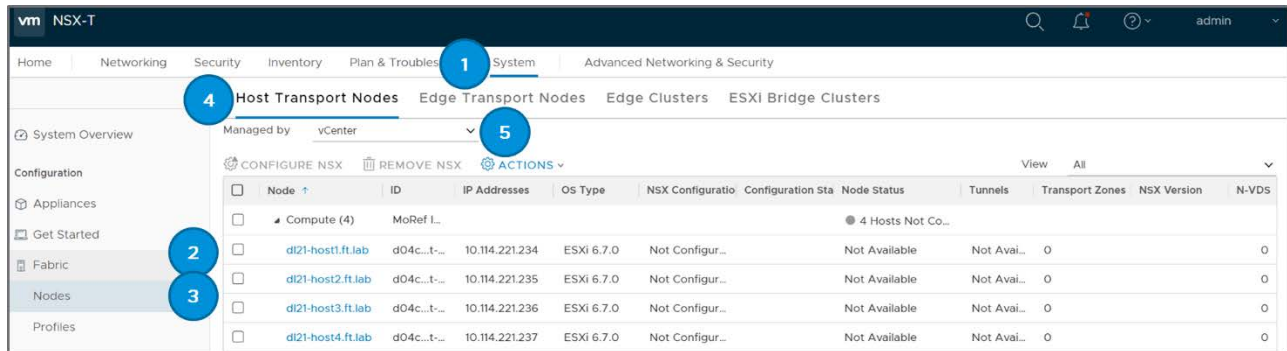 vm NSX-T admin
Home Networking Security Inventory Plan & Troubles 1 System Advanced Networking & Security
4 Host Transport Nodes Edge Transport Nodes Edge Clusters ESXi Bridge Clusters
System Overview
Managed by vCenter 5
Configuration
CONFIGURE NSX REMOVE NSX ACTIONS View All
Appliances
Node ↑ ID IP Addresses OS Type NSX Configuratio Configuration Sta Node Status Tunnels Transport Zones NSX Version N-VDS
Get Started
Compute (4) MoRef I... 4 Hosts Not Co...
Fabric 2
dl21-host1.ft.lab d04c...t-... 10.114.221.234 ESXi 6.7.0 Not Configur... Not Available Not Avai... 0 0
Nodes 3
dl21-host2.ft.lab d04c...t-... 10.114.221.235 ESXi 6.7.0 Not Configur... Not Available Not Avai... 0 0
dl21-host3.ft.lab d04c...t-... 10.114.221.236 ESXi 6.7.0 Not Configur... Not Available Not Avai... 0 0
Profiles
dl21-host4.ft.lab d04c...t-... 10.114.221.237 ESXi 6.7.0 Not Configur... Not Available Not Avai... 0 0